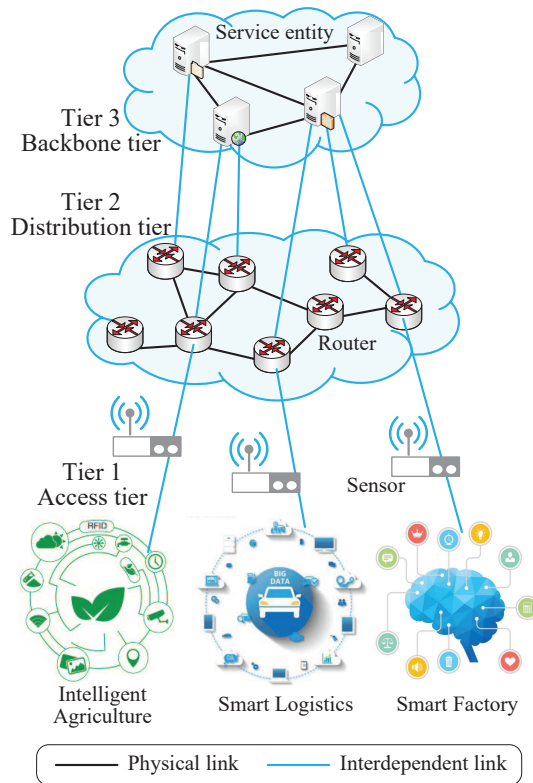 Service entity
Tier 3
Backbone tier
Tier 2
Distribution tier
Router
Tier 1
Access tier
Sensor
RFID
BIG
DATA
Intelligent
Agriculture
Smart Logistics
Smart Factory
Physical link
Interdependent link